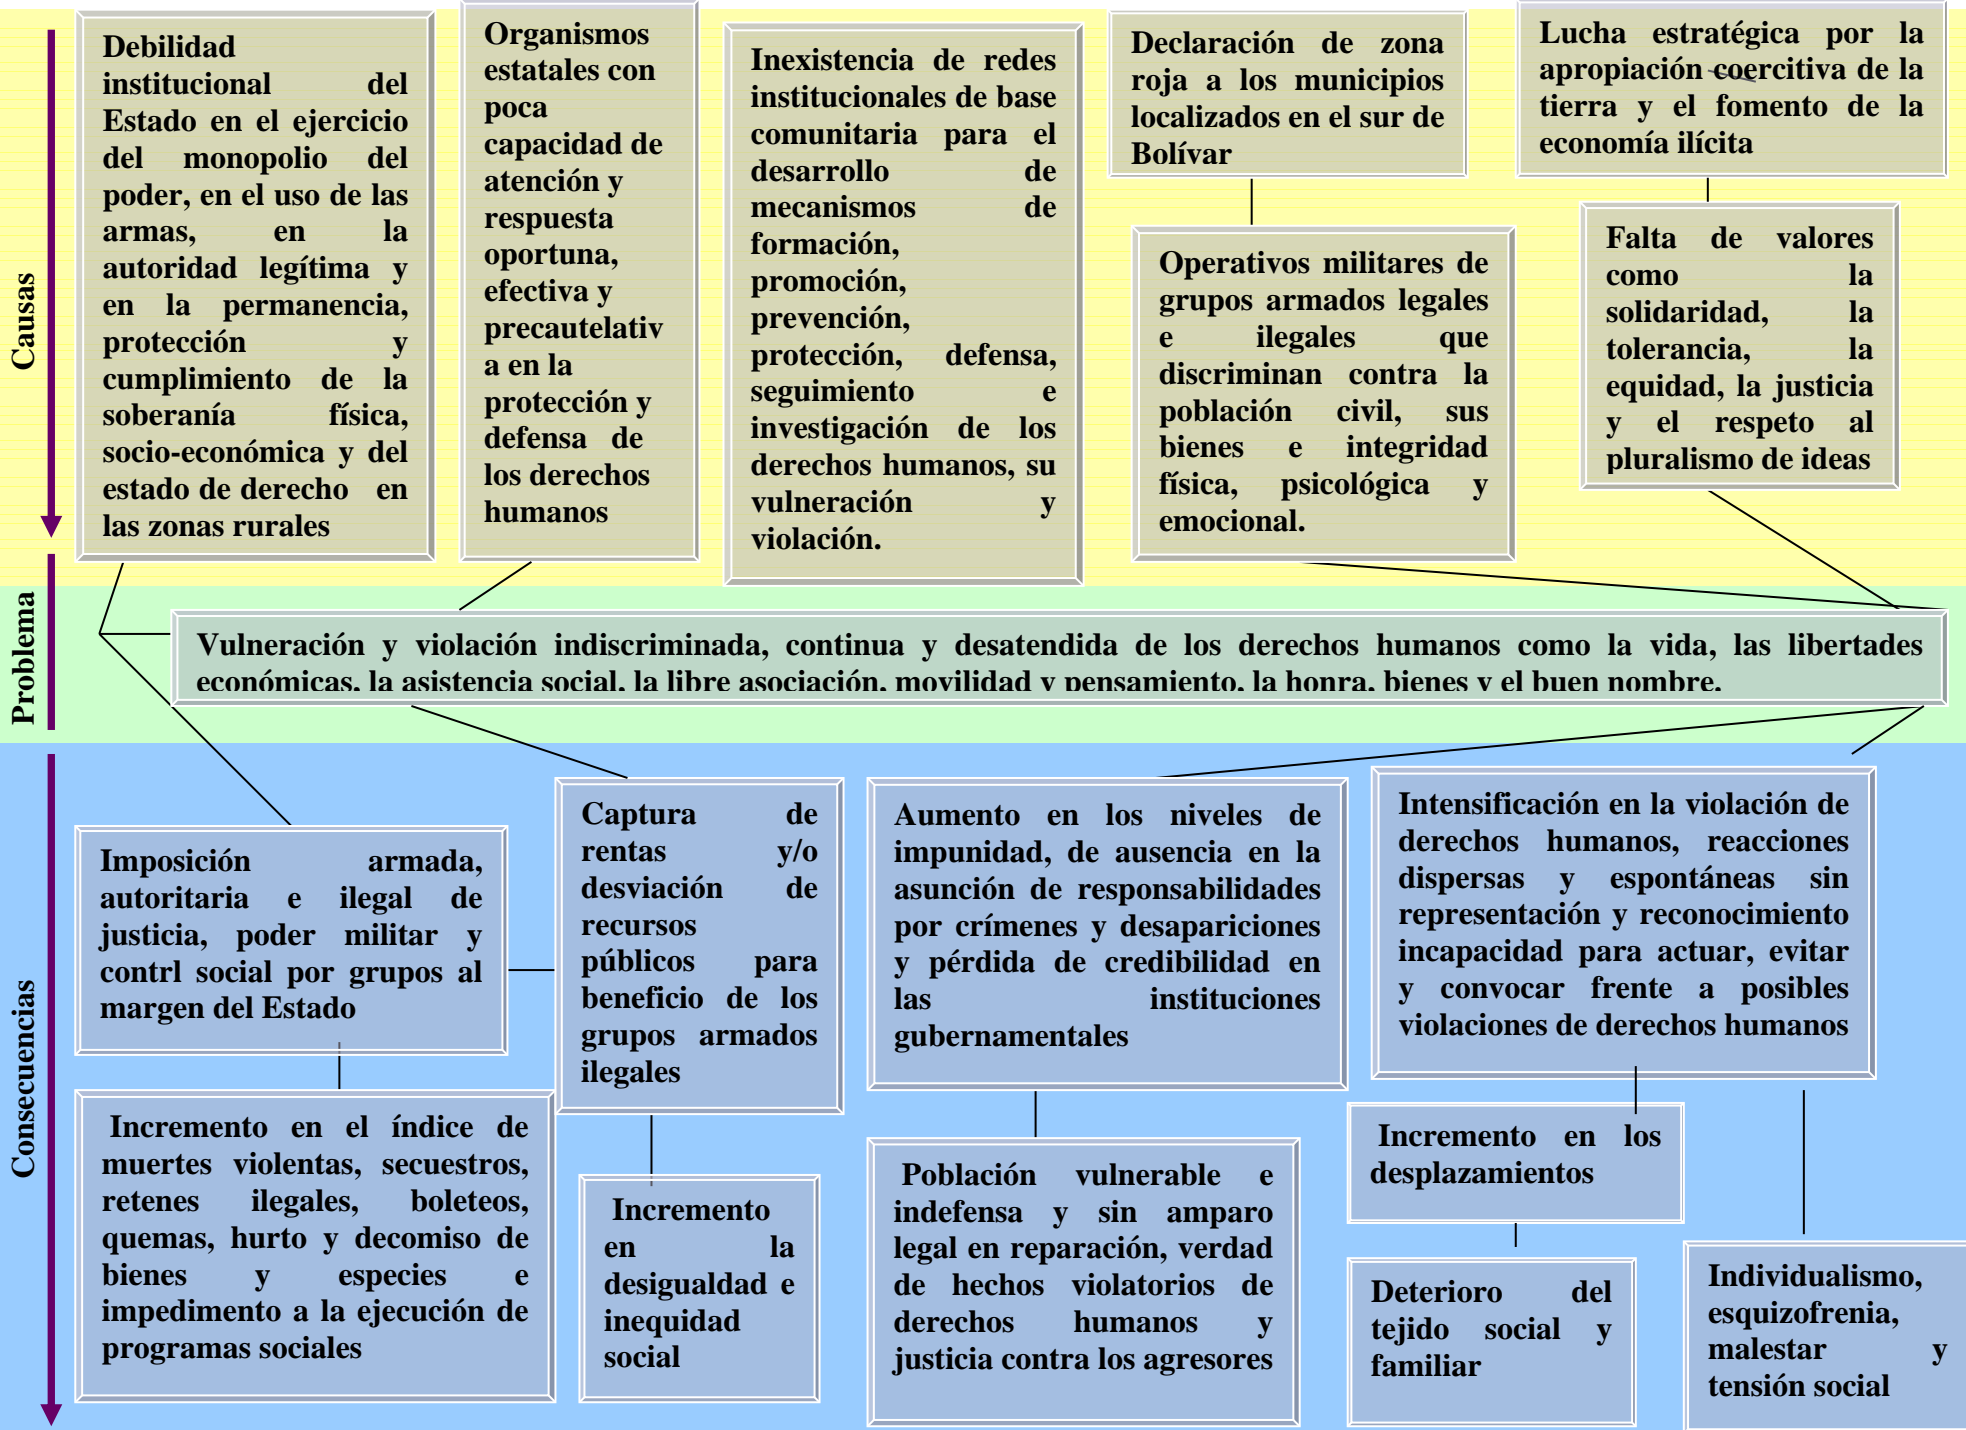 Causas
Debilidad
institucional del
Estado en el ejercicio
del monopolio del
poder, en el uso de las
armas, en la
autoridad legítima y
en la permanencia,
protección y
cumplimiento de la
soberanía física,
socio-económica y del
estado de derecho en
las zonas rurales
Organismos
estatales con
poca
capacidad de
atención y
respuesta
oportuna,
efectiva y
precautelativ
a en la
protección y
defensa de
los derechos
humanos
Inexistencia de redes
institucionales de base
comunitaria para el
desarrollo de
mecanismos de
formación,
promoción,
prevención,
protección, defensa,
seguimiento e
investigación de los
derechos humanos, su
vulneración y
violación.
Declaración de zona
roja a los municipios
localizados en el sur de
Bolívar
Operativos militares de
grupos armados legales
e ilegales que
discriminan contra la
población civil, sus
bienes e integridad
física, psicológica y
emocional.
Lucha estratégica por la
apropiación coercitiva de la
tierra y el fomento de la
economía ilícita
Falta de valores
como la
solidaridad, la
tolerancia, la
equidad, la justicia
y el respeto al
pluralismo de ideas
Problema
Vulneración y violación indiscriminada, continua y desatendida de los derechos humanos como la vida, las libertades
económicas, la asistencia social, la libre asociación, movilidad y pensamiento, la honra, bienes y el buen nombre.
Consecuencias
Imposición armada,
autoritaria e ilegal de
justicia, poder militar y
contrl social por grupos al
margen del Estado
Incremento en el índice de
muertes violentas, secuestros,
retenes ilegales, boleteos,
quemas, hurto y decomiso de
bienes y especies e
impedimento a la ejecución de
programas sociales
Captura de
rentas y/o
desviación de
recursos
públicos para
beneficio de los
grupos armados
ilegales
Incremento
en la
desigualdad e
inequidad
social
Aumento en los niveles de
impunidad, de ausencia en la
asunción de responsabilidades
por crímenes y desapariciones
y pérdida de credibilidad en
las instituciones
gubernamentales
Población vulnerable e
indefensa y sin amparo
legal en reparación, verdad
de hechos violatorios de
derechos humanos y
justicia contra los agresores
Intensificación en la violación de
derechos humanos, reacciones
dispersas y espontáneas sin
representación y reconocimiento
incapacidad para actuar, evitar
y convocar frente a posibles
violaciones de derechos humanos
Incremento en los
desplazamientos
Deterioro del
tejido social y
familiar
Individualismo,
esquizofrenia,
malestar y
tensión social